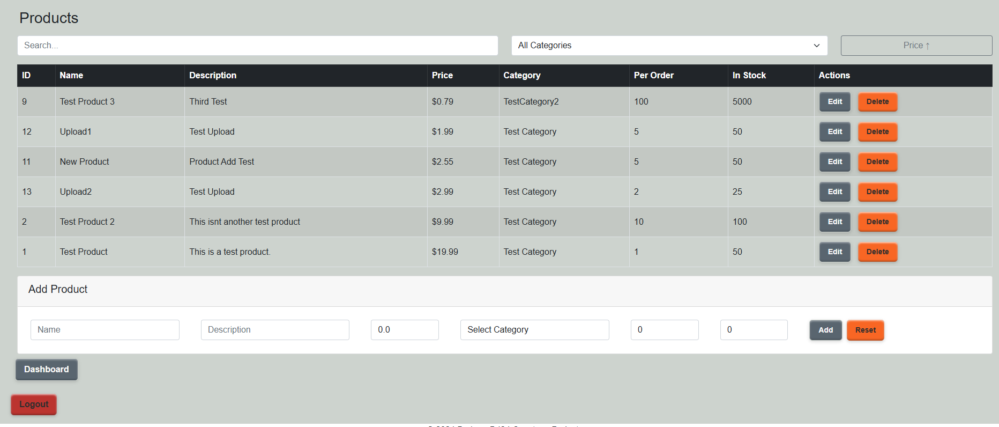 Products
Search... All Categories Price ↑
ID Name Description Price Category Per Order In Stock Actions
9 Test Product 3 Third Test $0.79 TestCategory2 100 5000 Edit Delete
12 Upload1 Test Upload $1.99 Test Category 5 50 Edit Delete
11 New Product Product Add Test $2.55 Test Category 5 50 Edit Delete
13 Upload2 Test Upload $2.99 Test Category 2 25 Edit Delete
2 Test Product 2 This isnt another test product $9.99 Test Category 10 100 Edit Delete
1 Test Product This is a test product. $19.99 Test Category 1 50 Edit Delete
Add Product
Name Description 0.0 Select Category 0 0 Add Reset
Dashboard
Logout